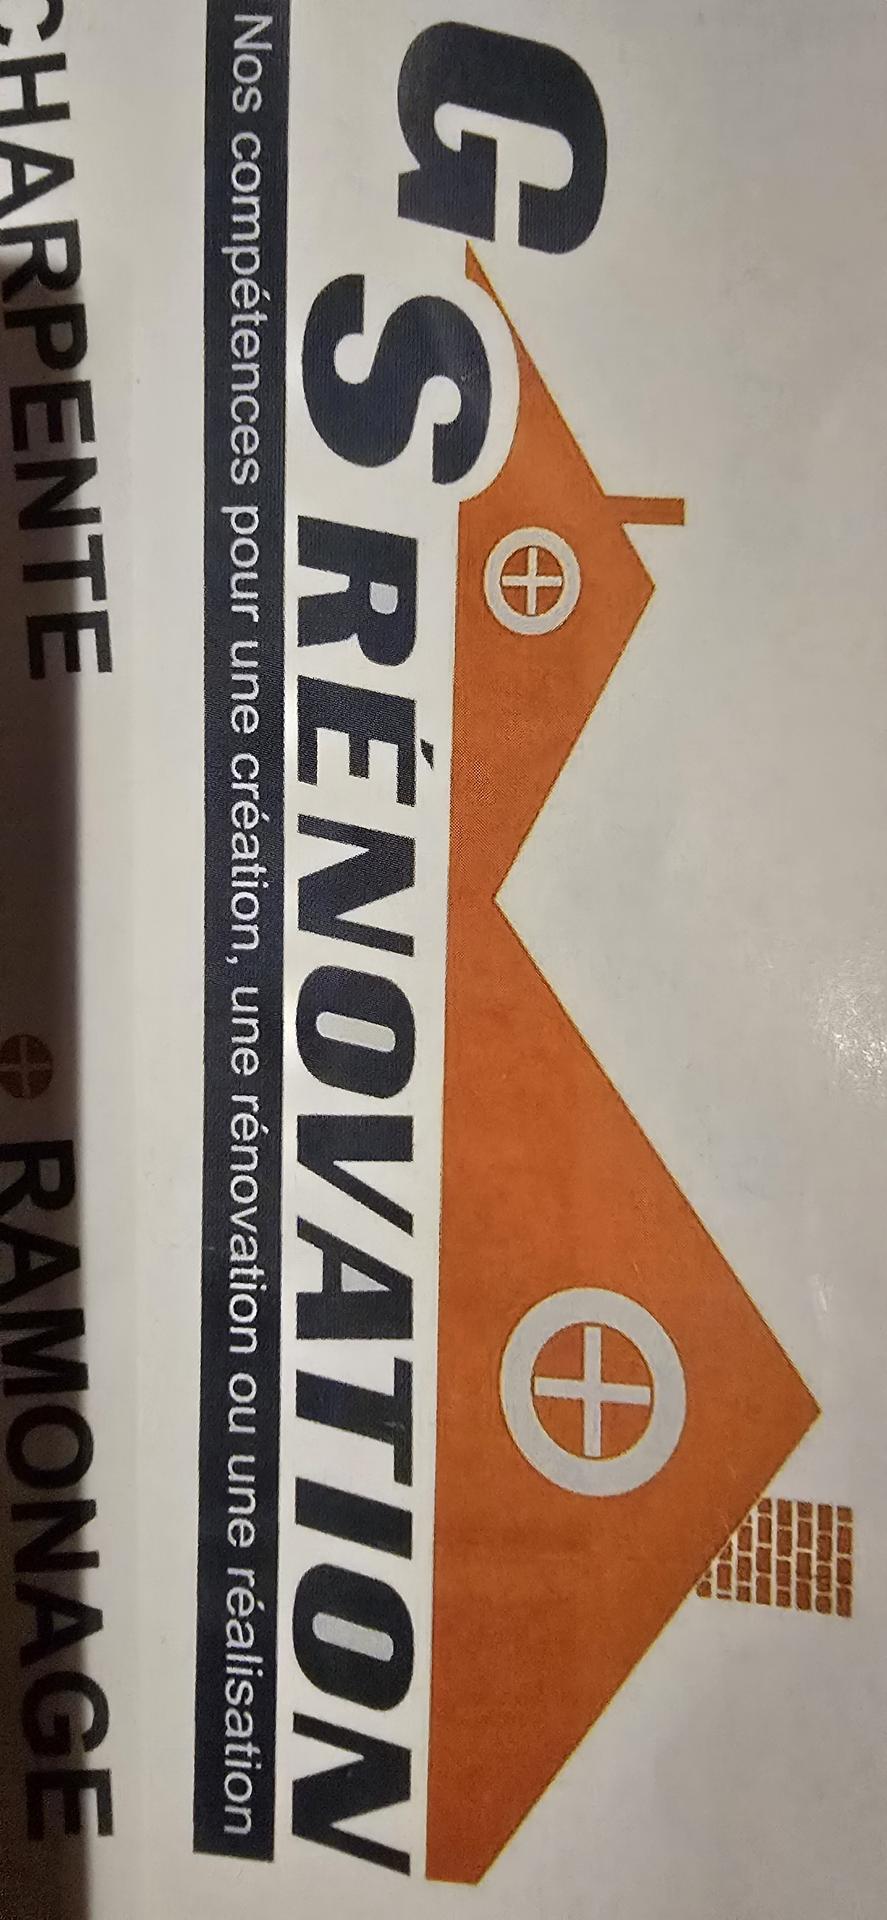 GS RÉNOVATION
Nos compétences pour une création, une rénovation ou une réalisation
CHARPENTE RAMONAGE